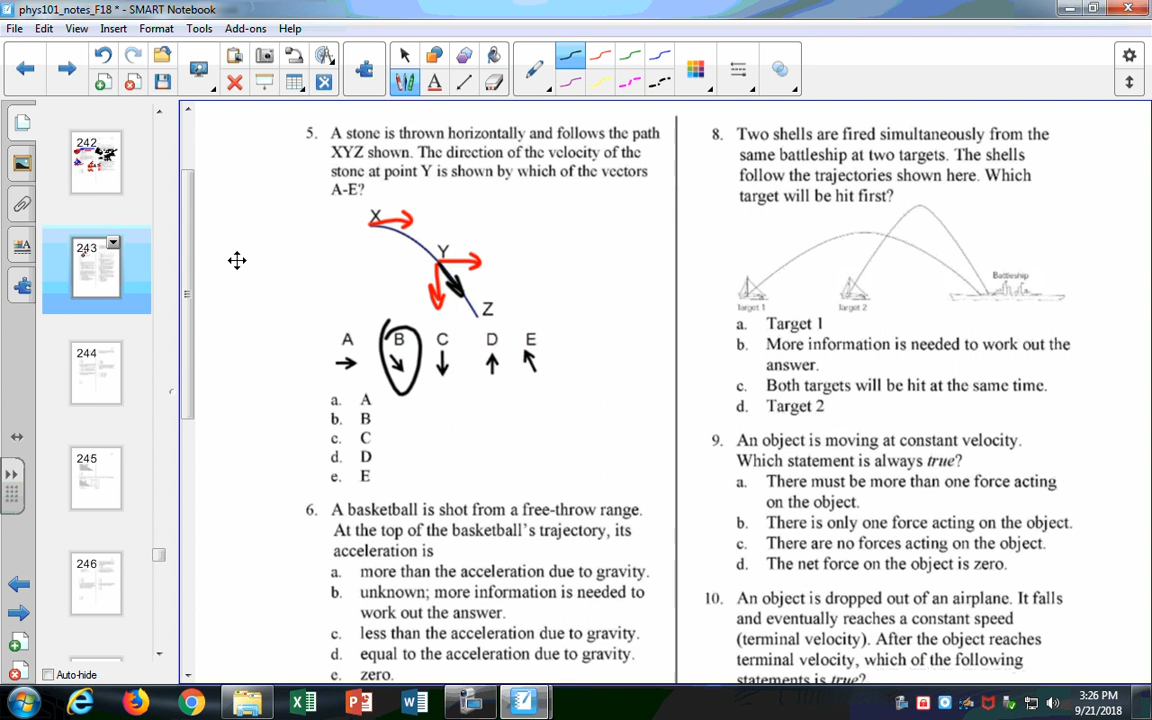 phys101_notes_F18 * - SMART Notebook
File Edit View Insert Format Tools Add-ons Help
242
243
244
245
246
Auto-hide
5. A stone is thrown horizontally and follows the path
XYZ shown. The direction of the velocity of the
stone at point Y is shown by which of the vectors
A-E?
X
Y
Z
A B C D E
a. A
b. B
c. C
d. D
e. E
6. A basketball is shot from a free-throw range.
At the top of the basketball's trajectory, its
acceleration is
a. more than the acceleration due to gravity.
b. unknown; more information is needed to
work out the answer.
c. less than the acceleration due to gravity.
d. equal to the acceleration due to gravity.
e. zero.
8. Two shells are fired simultaneously from the
same battleship at two targets. The shells
follow the trajectories shown here. Which
target will be hit first?
Battleship
Target 1 Target 2
a. Target 1
b. More information is needed to work out the
answer.
c. Both targets will be hit at the same time.
d. Target 2
9. An object is moving at constant velocity.
Which statement is always true?
a. There must be more than one force acting
on the object.
b. There is only one force acting on the object.
c. There are no forces acting on the object.
d. The net force on the object is zero.
10. An object is dropped out of an airplane. It falls
and eventually reaches a constant speed
(terminal velocity). After the object reaches
terminal velocity, which of the following
statements is true?
3:26 PM
9/21/2018